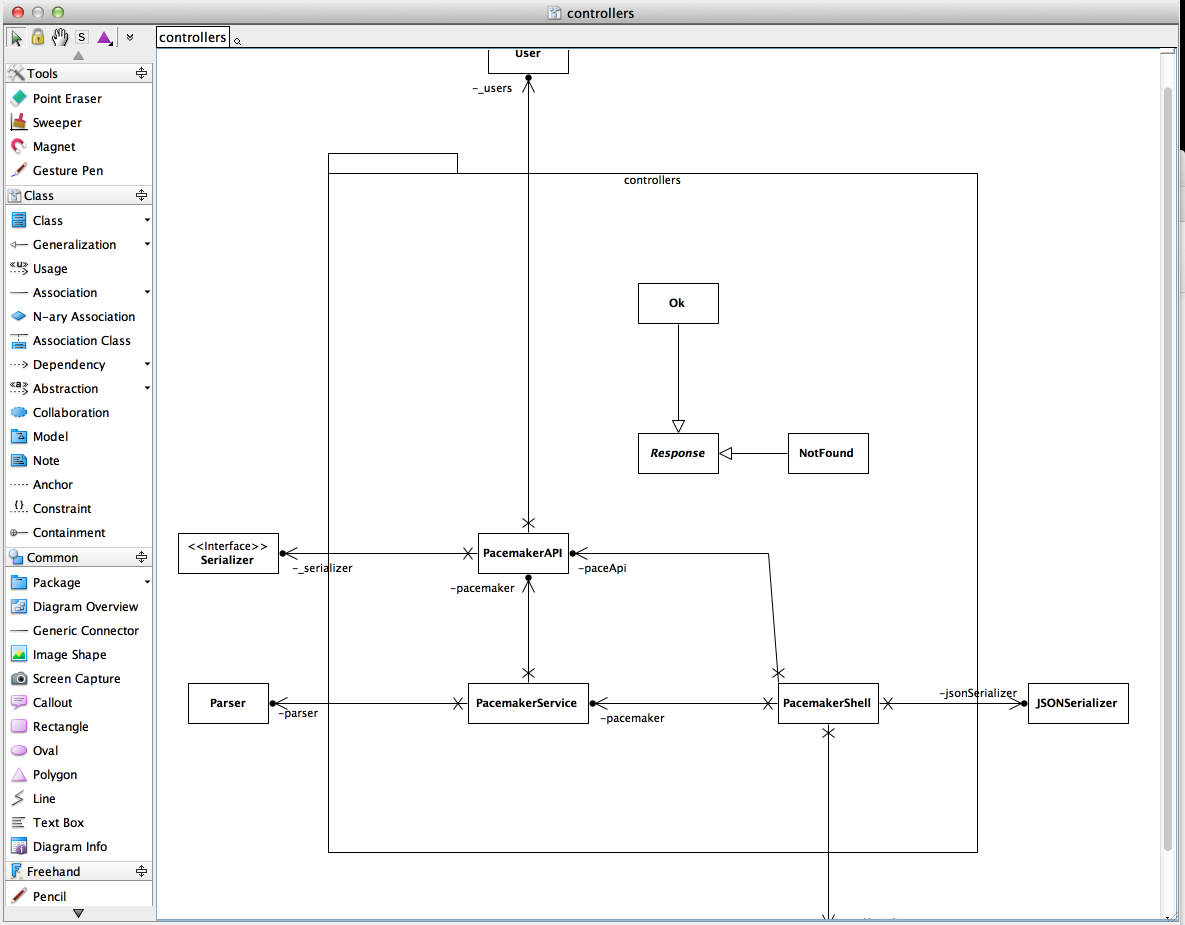 controllers
S
controllers
Tools
Point Eraser
Sweeper
Magnet
Gesture Pen
Class
Class
Generalization
<<u>>
Usage
Association
N-ary Association
Association Class
Dependency
<<a>>
Abstraction
Collaboration
Model
Note
Anchor
{}
Constraint
Containment
Common
Package
Diagram Overview
Generic Connector
Image Shape
Screen Capture
Callout
Rectangle
Oval
Polygon
Line
Text Box
Diagram Info
Freehand
Pencil
User
-_users
controllers
Ok
Response
NotFound
<<Interface>>
Serializer
-_serializer
PacemakerAPI
-paceApi
-pacemaker
Parser
-parser
PacemakerService
-pacemaker
PacemakerShell
-jsonSerializer
JSONSerializer